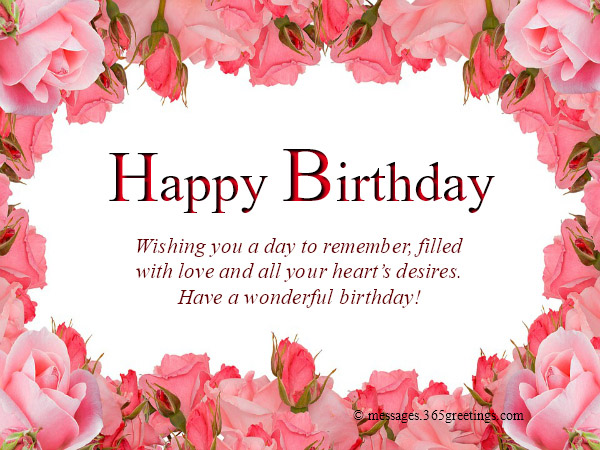 Happy Birthday
Wishing you a day to remember, filled
with love and all your heart's desires.
Have a wonderful birthday!
© messages.365greetings.com